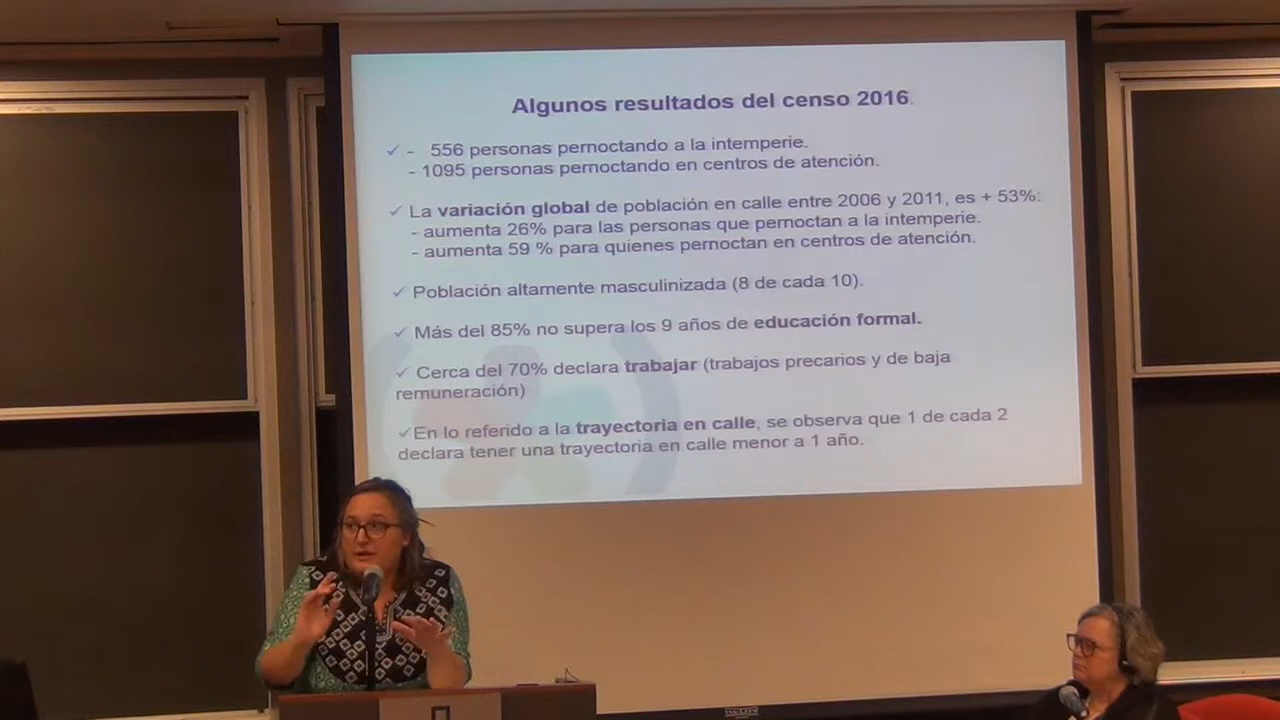 Algunos resultados del censo 2016.
✓ - 556 personas pernoctando a la intemperie.
- 1095 personas pernoctando en centros de atención.
✓ La variación global de población en calle entre 2006 y 2011, es + 53%:
- aumenta 26% para las personas que pernoctan a la intemperie.
- aumenta 59 % para quienes pernoctan en centros de atención.
✓ Población altamente masculinizada (8 de cada 10).
✓ Más del 85% no supera los 9 años de educación formal.
✓ Cerca del 70% declara trabajar (trabajos precarios y de baja
remuneración)
✓En lo referido a la trayectoria en calle, se observa que 1 de cada 2
declara tener una trayectoria en calle menor a 1 año.